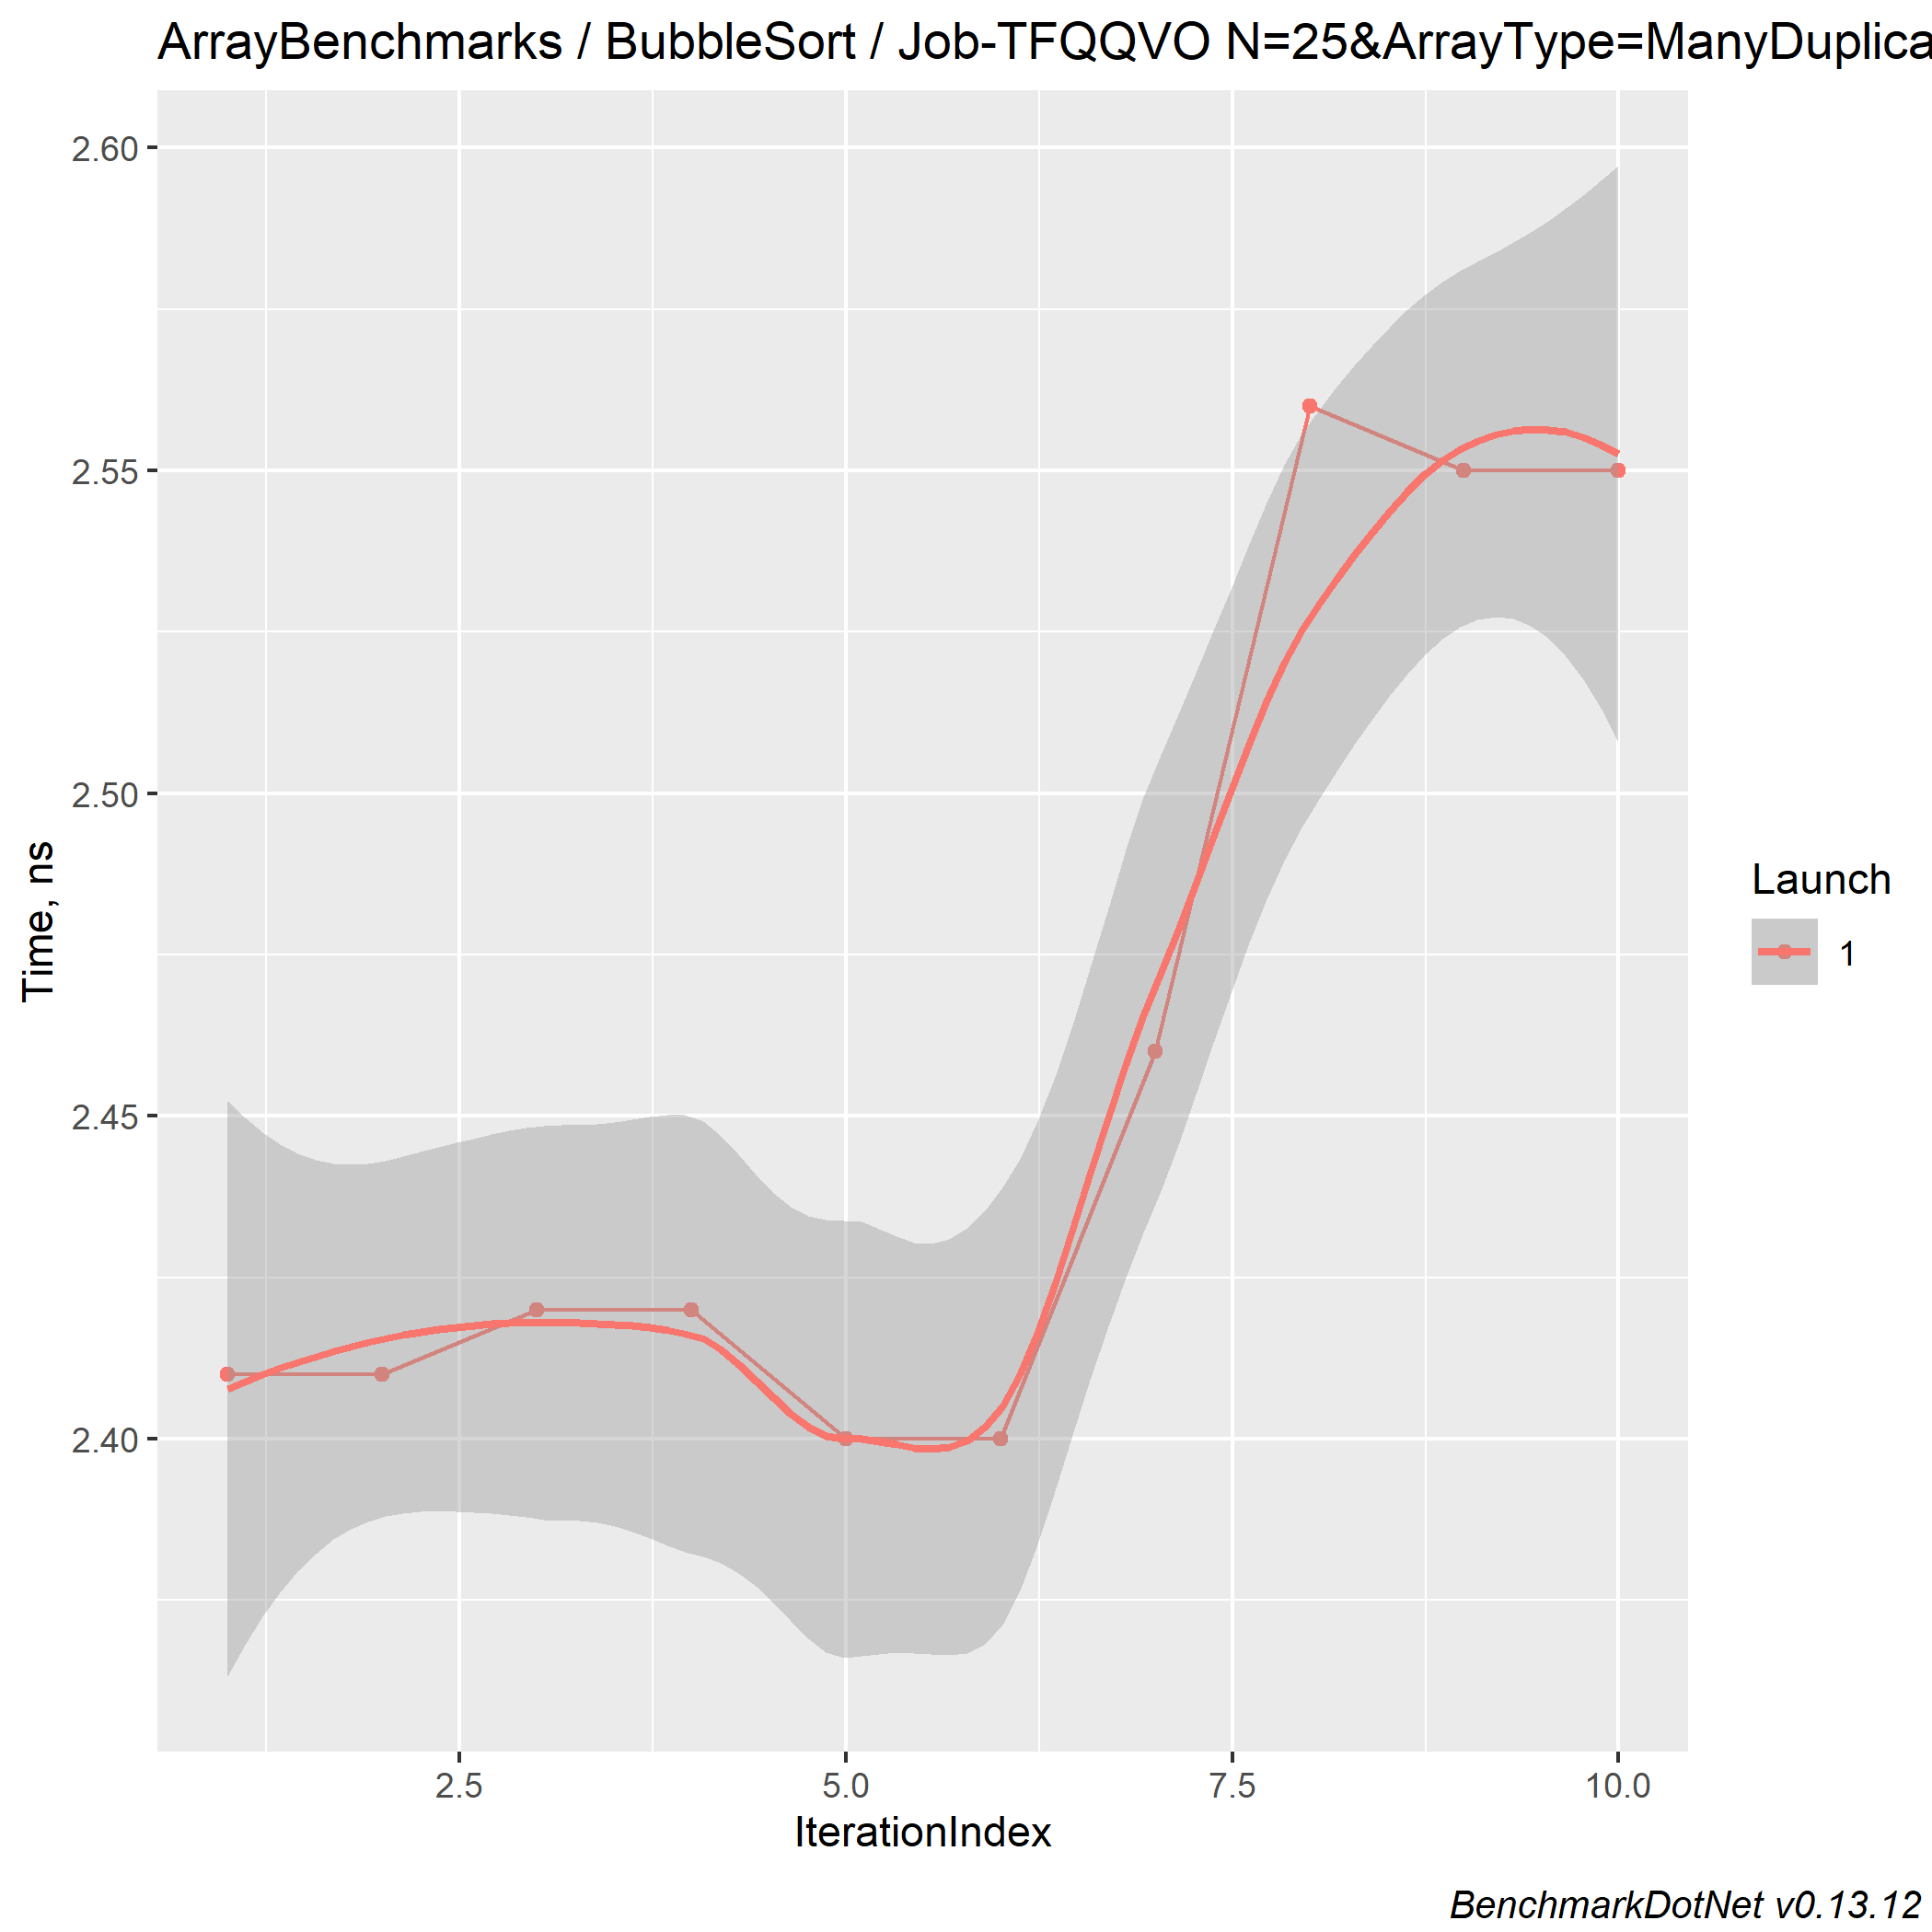 ArrayBenchmarks / BubbleSort / Job-TFQQVO N=25&ArrayType=ManyDuplica
2.60
2.55
2.50
2.45
2.40
Time, ns
2.5 5.0 7.5 10.0
IterationIndex
Launch
1
BenchmarkDotNet v0.13.12